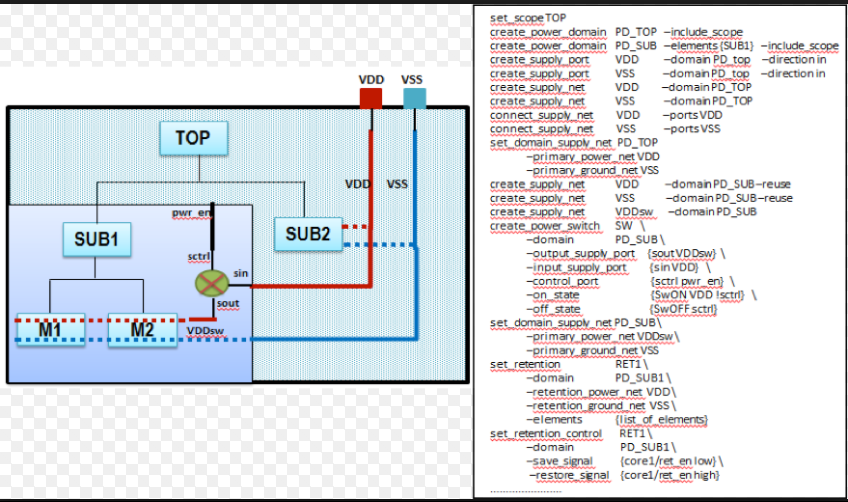 VDD VSS
TOP
VDD VSS
pwr_en
SUB1
SUB2
sctrl
sin
sout
M1 M2
VDDsw
set_scope TOP
create_power_domain PD_TOP –include_scope
create_power_domain PD_SUB –elements {SUB1} –include_scope
create_supply_port VDD –domain PD_top –direction in
create_supply_port VSS –domain PD_top –direction in
create_supply_net VDD –domain PD_TOP
create_supply_net VSS –domain PD_TOP
connect_supply_net VDD –ports VDD
connect_supply_net VSS –ports VSS
set_domain_supply_net PD_TOP
–primary_power_net VDD
–primary_ground_net VSS
create_supply_net VDD –domain PD_SUB –reuse
create_supply_net VSS –domain PD_SUB –reuse
create_supply_net VDDsw –domain PD_SUB
create_power_switch SW \
–domain PD_SUB \
–output_supply_port {sout VDDsw} \
–input_supply_port {sin VDD} \
–control_port {sctrl pwr_en} \
–on_state {SwON VDD !sctrl} \
–off_state {SwOFF sctrl}
set_domain_supply_net PD_SUB \
–primary_power_net VDDsw \
–primary_ground_net VSS
set_retention RET1 \
–domain PD_SUB1 \
–retention_power_net VDD \
–retention_ground_net VSS \
–elements {list_of_elements}
set_retention_control RET1 \
–domain PD_SUB1 \
–save_signal {core1/ret_en low} \
–restore_signal {core1/ret_en high}
........................